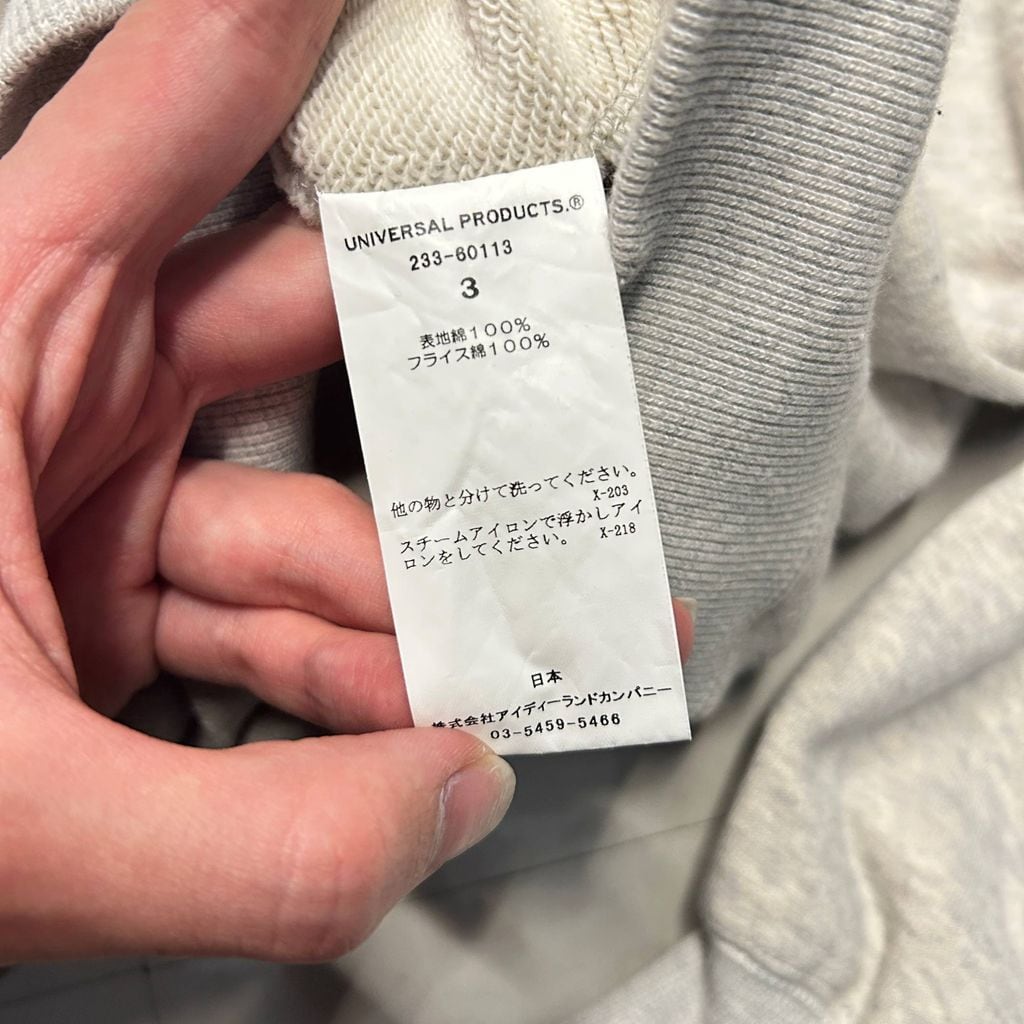 UNIVERSAL PRODUCTS.®
233-60113
3
表地綿100%
フライス綿100%
他の物と分けて洗ってください。
X-203
スチームアイロンで浮かしアイ
ロンをしてください。 X-218
日本
株式会社アイディーランドカンパニー
03-5459-5466